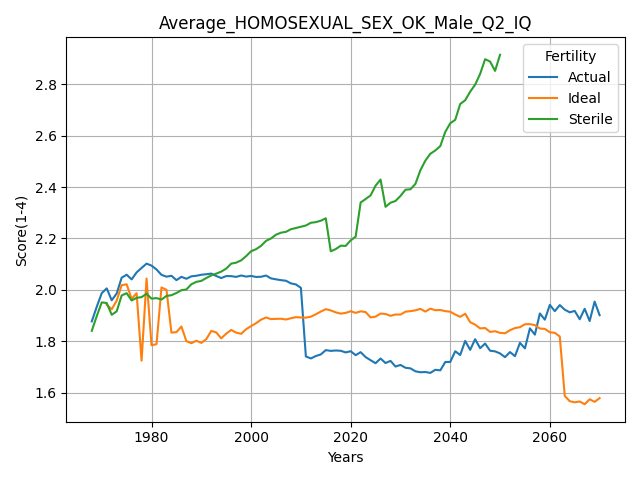 Average_HOMOSEXUAL_SEX_OK_Male_Q2_IQ
Fertility
Actual
Ideal
Sterile
Score(1-4)
2.8
2.6
2.4
2.2
2.0
1.8
1.6
1980
2000
2020
2040
2060
Years